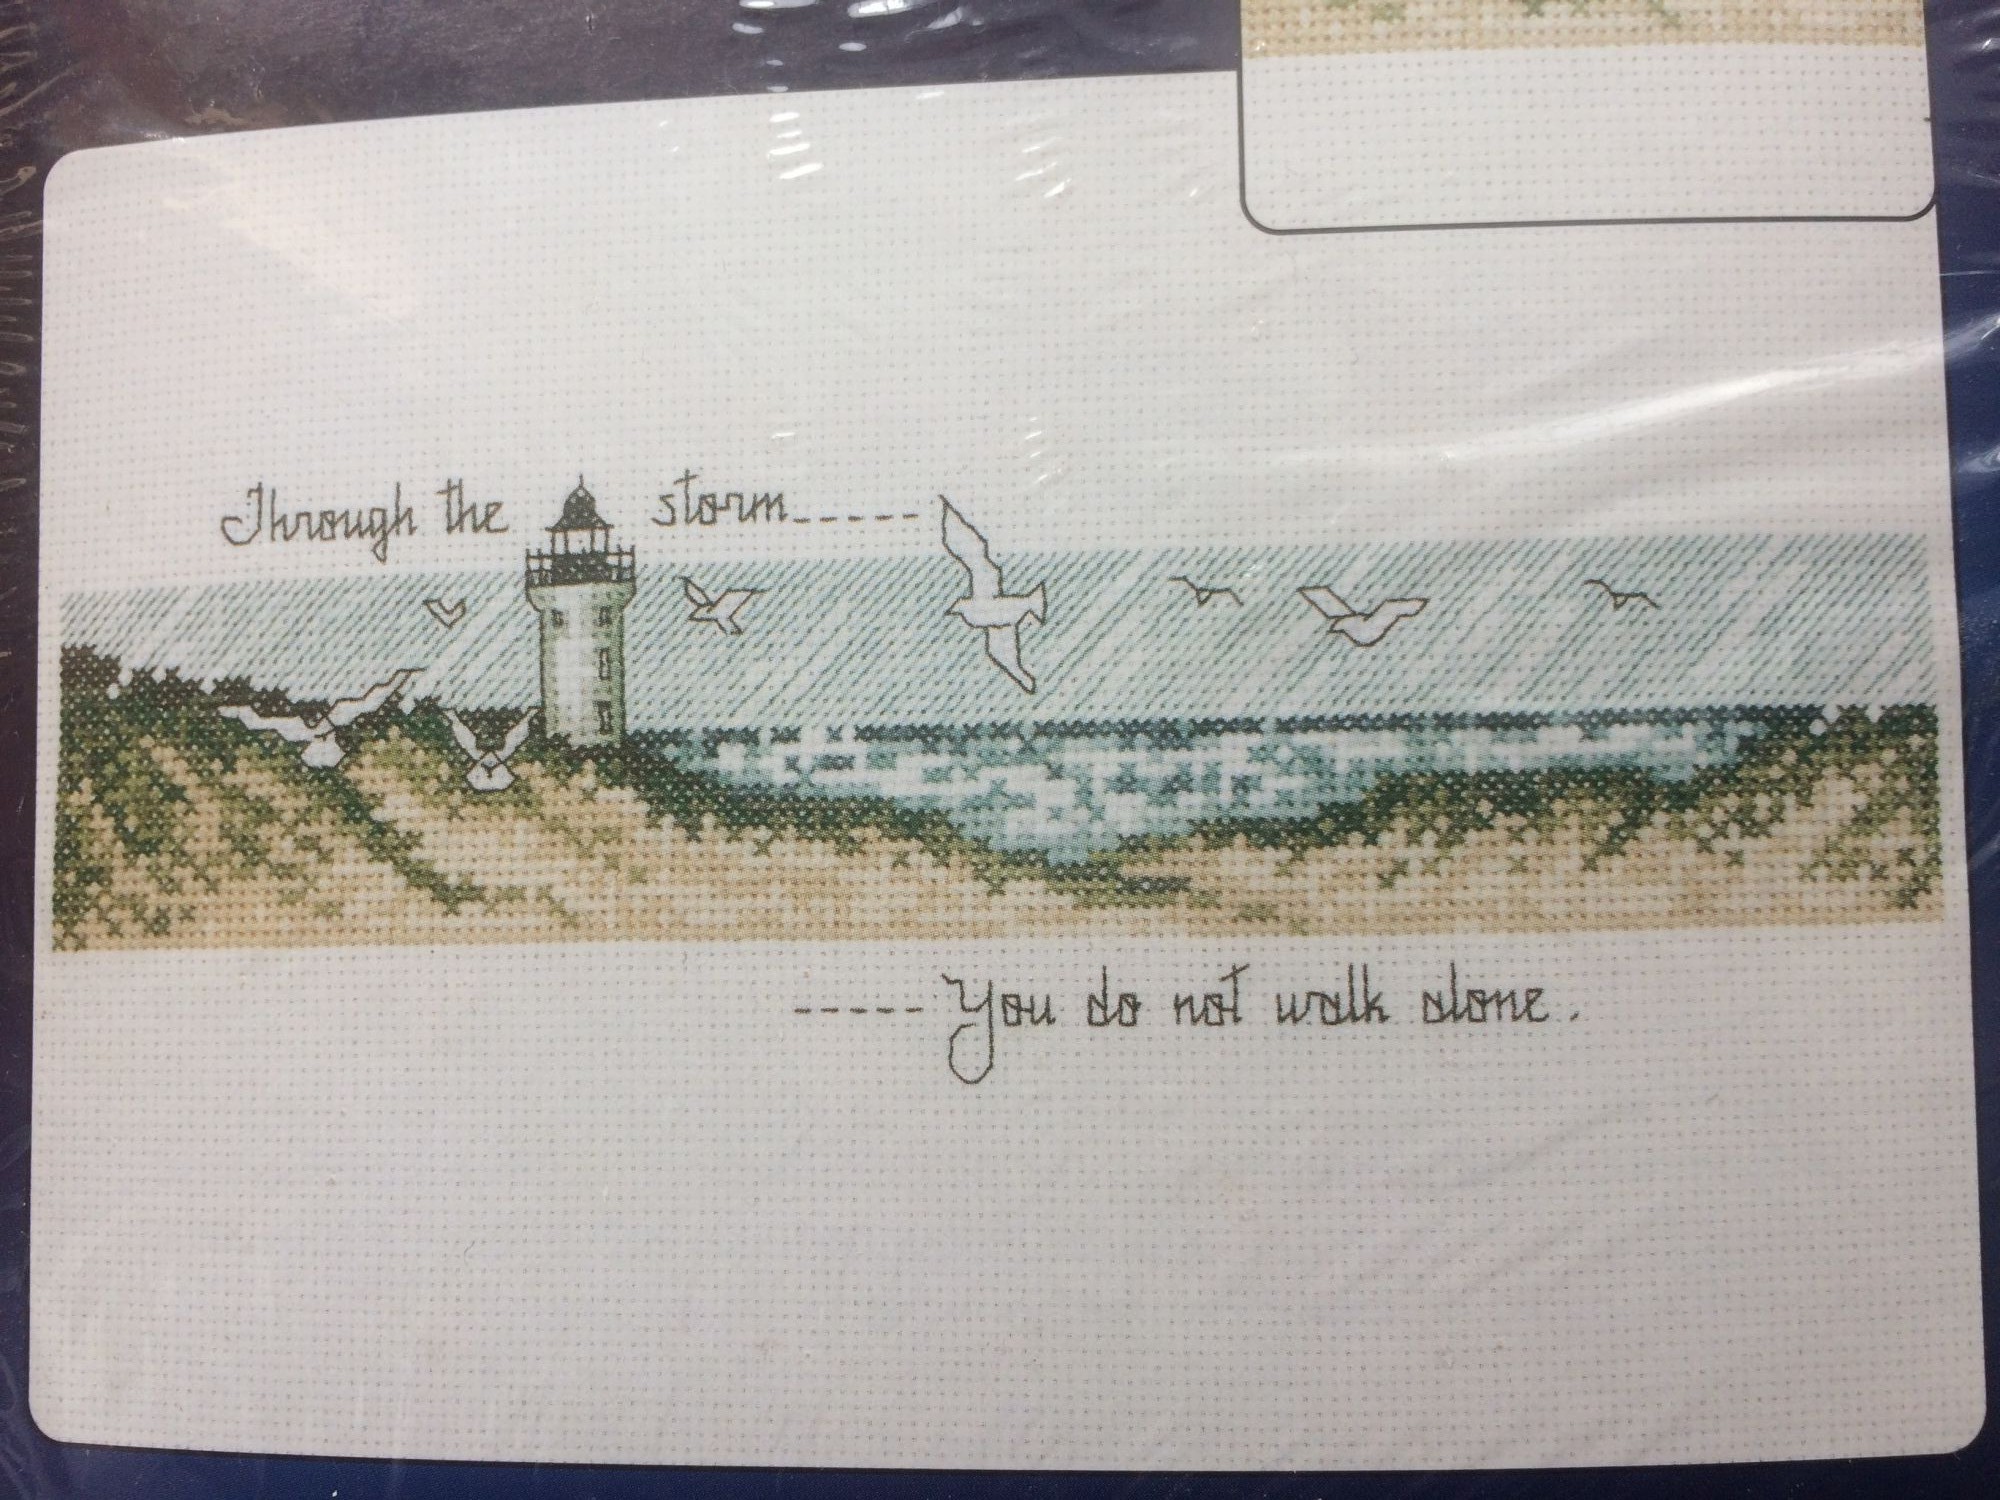 Through the storm-----
-----You do not walk alone.